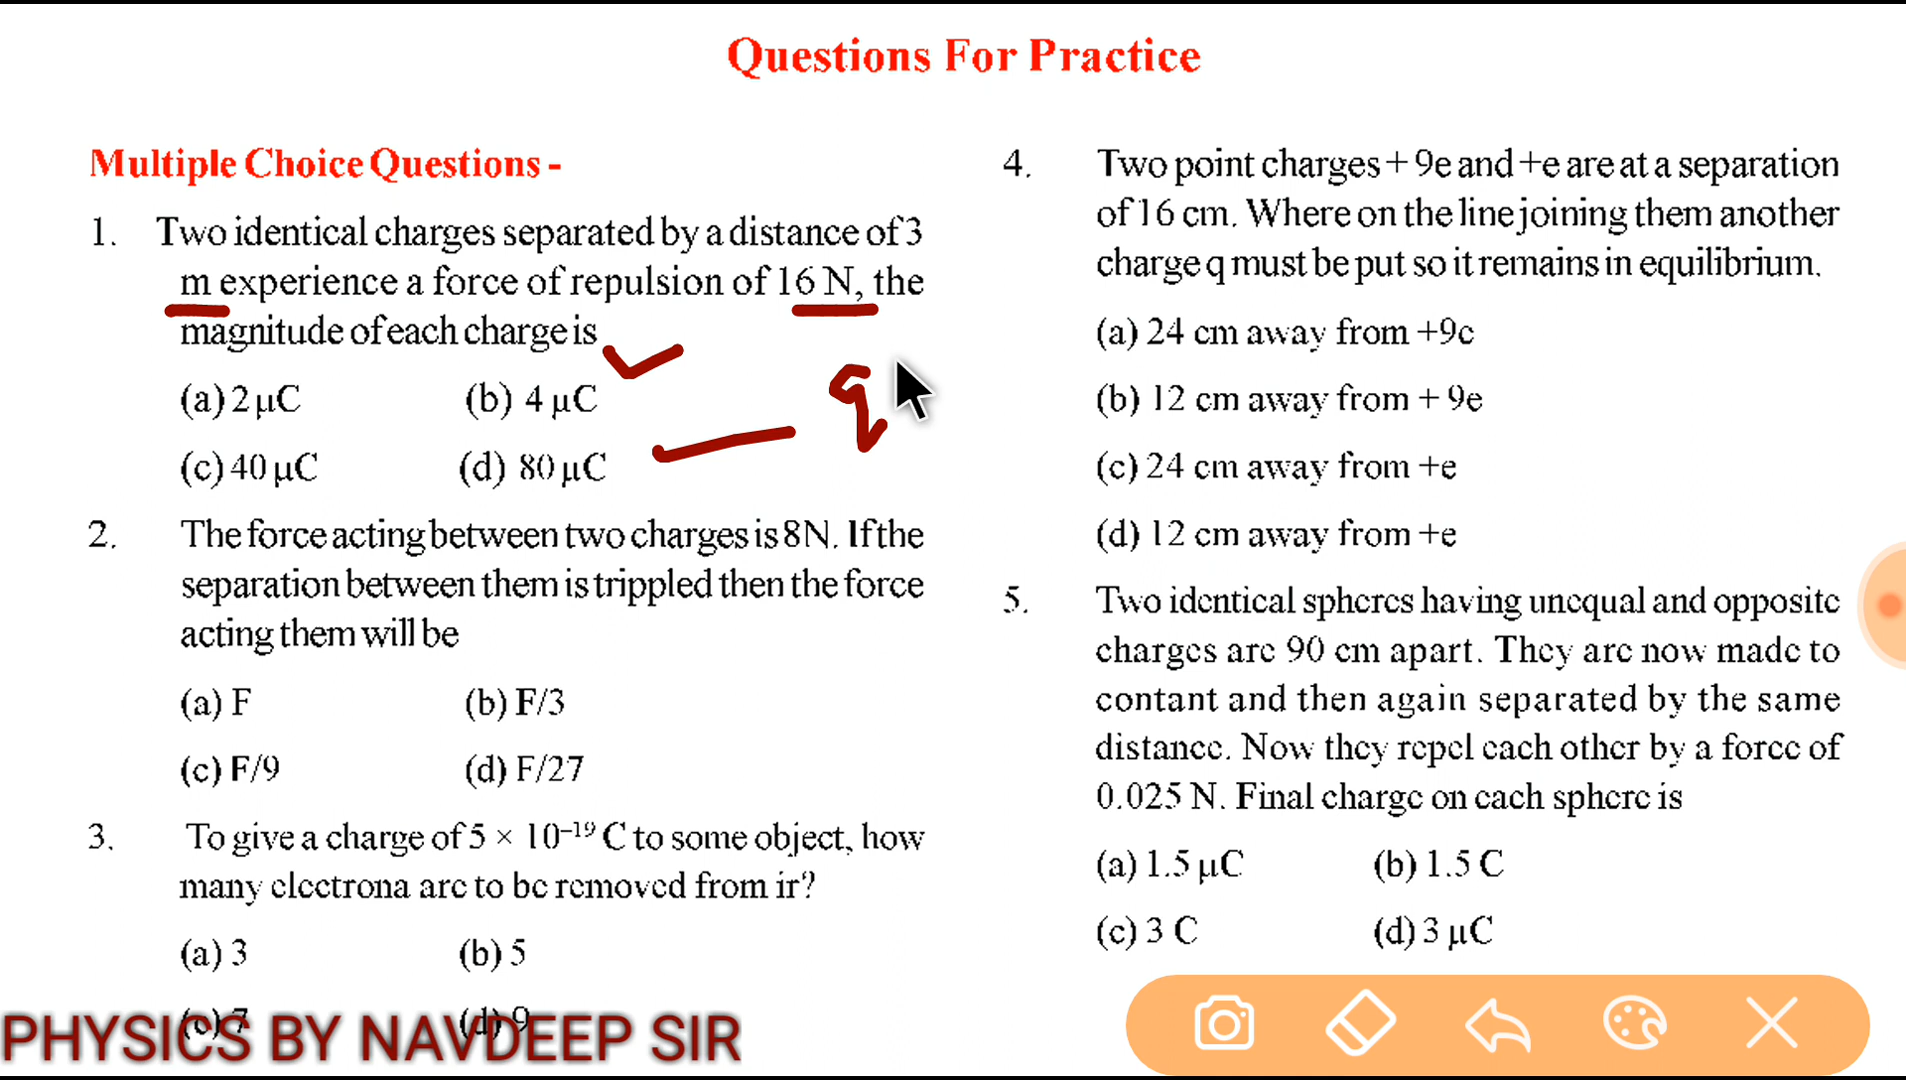 Questions For Practice
Multiple Choice Questions -
1. Two identical charges separated by a distance of 3
m experience a force of repulsion of 16 N, the
magnitude of each charge is
(a) 2 µC (b) 4 µC
(c) 40 µC (d) 80 µC
q
2. The force acting between two charges is 8N. If the
separation between them is trippled then the force
acting them will be
(a) F (b) F/3
(c) F/9 (d) F/27
3. To give a charge of 5 × 10⁻¹⁹ C to some object, how
many electrona are to be removed from ir?
(a) 3 (b) 5
(c) 7 (d) 9
4. Two point charges + 9e and +e are at a separation
of 16 cm. Where on the line joining them another
charge q must be put so it remains in equilibrium.
(a) 24 cm away from +9e
(b) 12 cm away from + 9e
(c) 24 cm away from +e
(d) 12 cm away from +e
5. Two identical spheres having unequal and opposite
charges are 90 cm apart. They are now made to
contant and then again separated by the same
distance. Now they repel each other by a force of
0.025 N. Final charge on each sphere is
(a) 1.5 µC (b) 1.5 C
(c) 3 C (d) 3 µC
PHYSICS BY NAVDEEP SIR